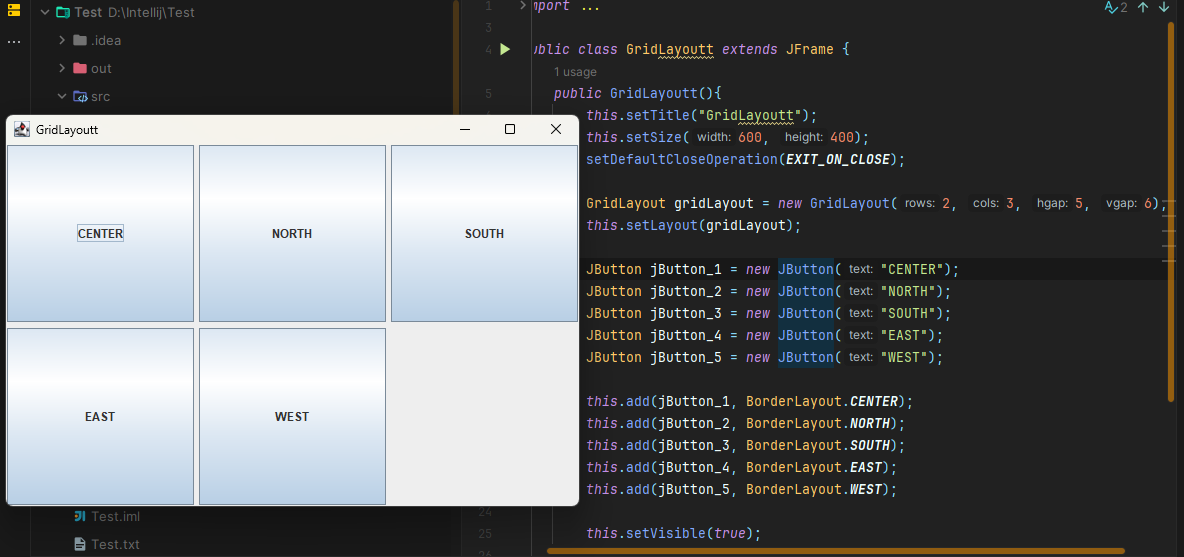 Test D:\Intellij\Test
.idea
out
src
GridLayoutt
CENTER
NORTH
SOUTH
EAST
WEST
Test.iml
Test.txt
1 import ...
3
4 ublic class GridLayoutt extends JFrame {
1 usage
5 public GridLayoutt(){
this.setTitle("GridLayoutt");
this.setSize( width: 600, height: 400);
setDefaultCloseOperation(EXIT_ON_CLOSE);
GridLayout gridLayout = new GridLayout( rows: 2, cols: 3, hgap: 5, vgap: 6);
this.setLayout(gridLayout);
JButton jButton_1 = new JButton( text: "CENTER");
JButton jButton_2 = new JButton( text: "NORTH");
JButton jButton_3 = new JButton( text: "SOUTH");
JButton jButton_4 = new JButton( text: "EAST");
JButton jButton_5 = new JButton( text: "WEST");
this.add(jButton_1, BorderLayout.CENTER);
this.add(jButton_2, BorderLayout.NORTH);
this.add(jButton_3, BorderLayout.SOUTH);
this.add(jButton_4, BorderLayout.EAST);
this.add(jButton_5, BorderLayout.WEST);
24
25 this.setVisible(true);
26
2